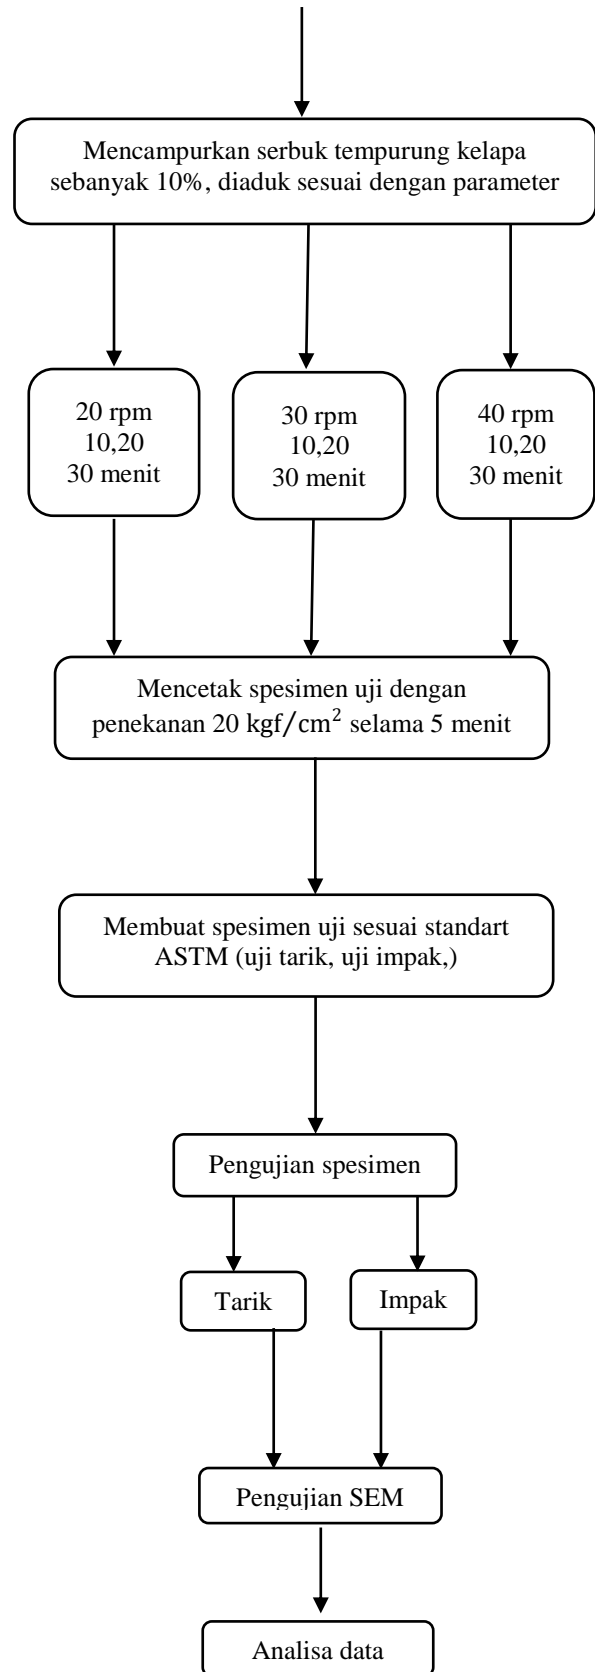 Mencampurkan serbuk tempurung kelapa
sebanyak 10%, diaduk sesuai dengan parameter
20 rpm
10,20
30 menit
30 rpm
10,20
30 menit
40 rpm
10,20
30 menit
Mencetak spesimen uji dengan
penekanan 20 kgf/cm² selama 5 menit
Membuat spesimen uji sesuai standart
ASTM (uji tarik, uji impak,)
Pengujian spesimen
Tarik
Impak
Pengujian SEM
Analisa data